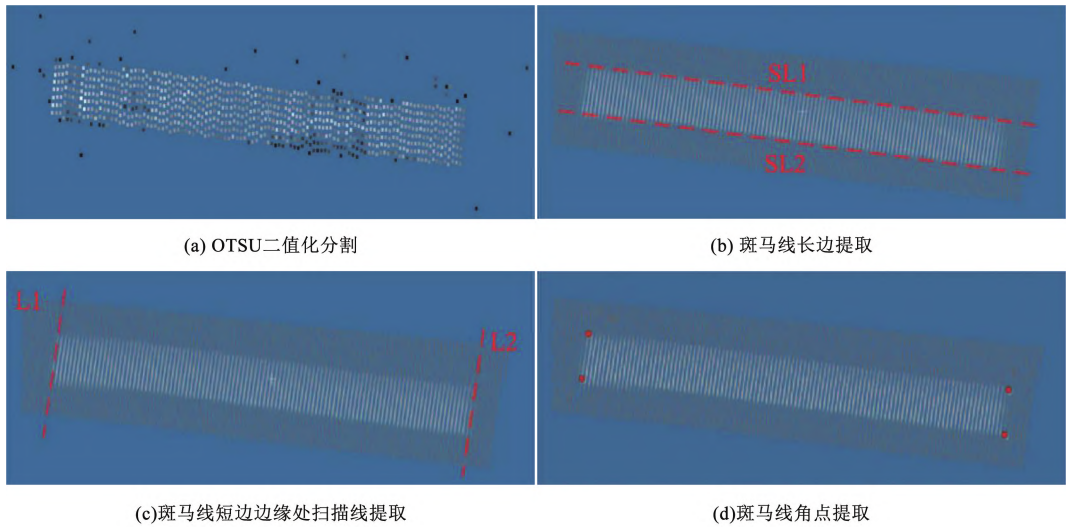 SL1
SL2
(a) OTSU二值化分割
(b) 斑马线长边提取
L1
L2
(c)斑马线短边边缘处扫描线提取
(d)斑马线角点提取